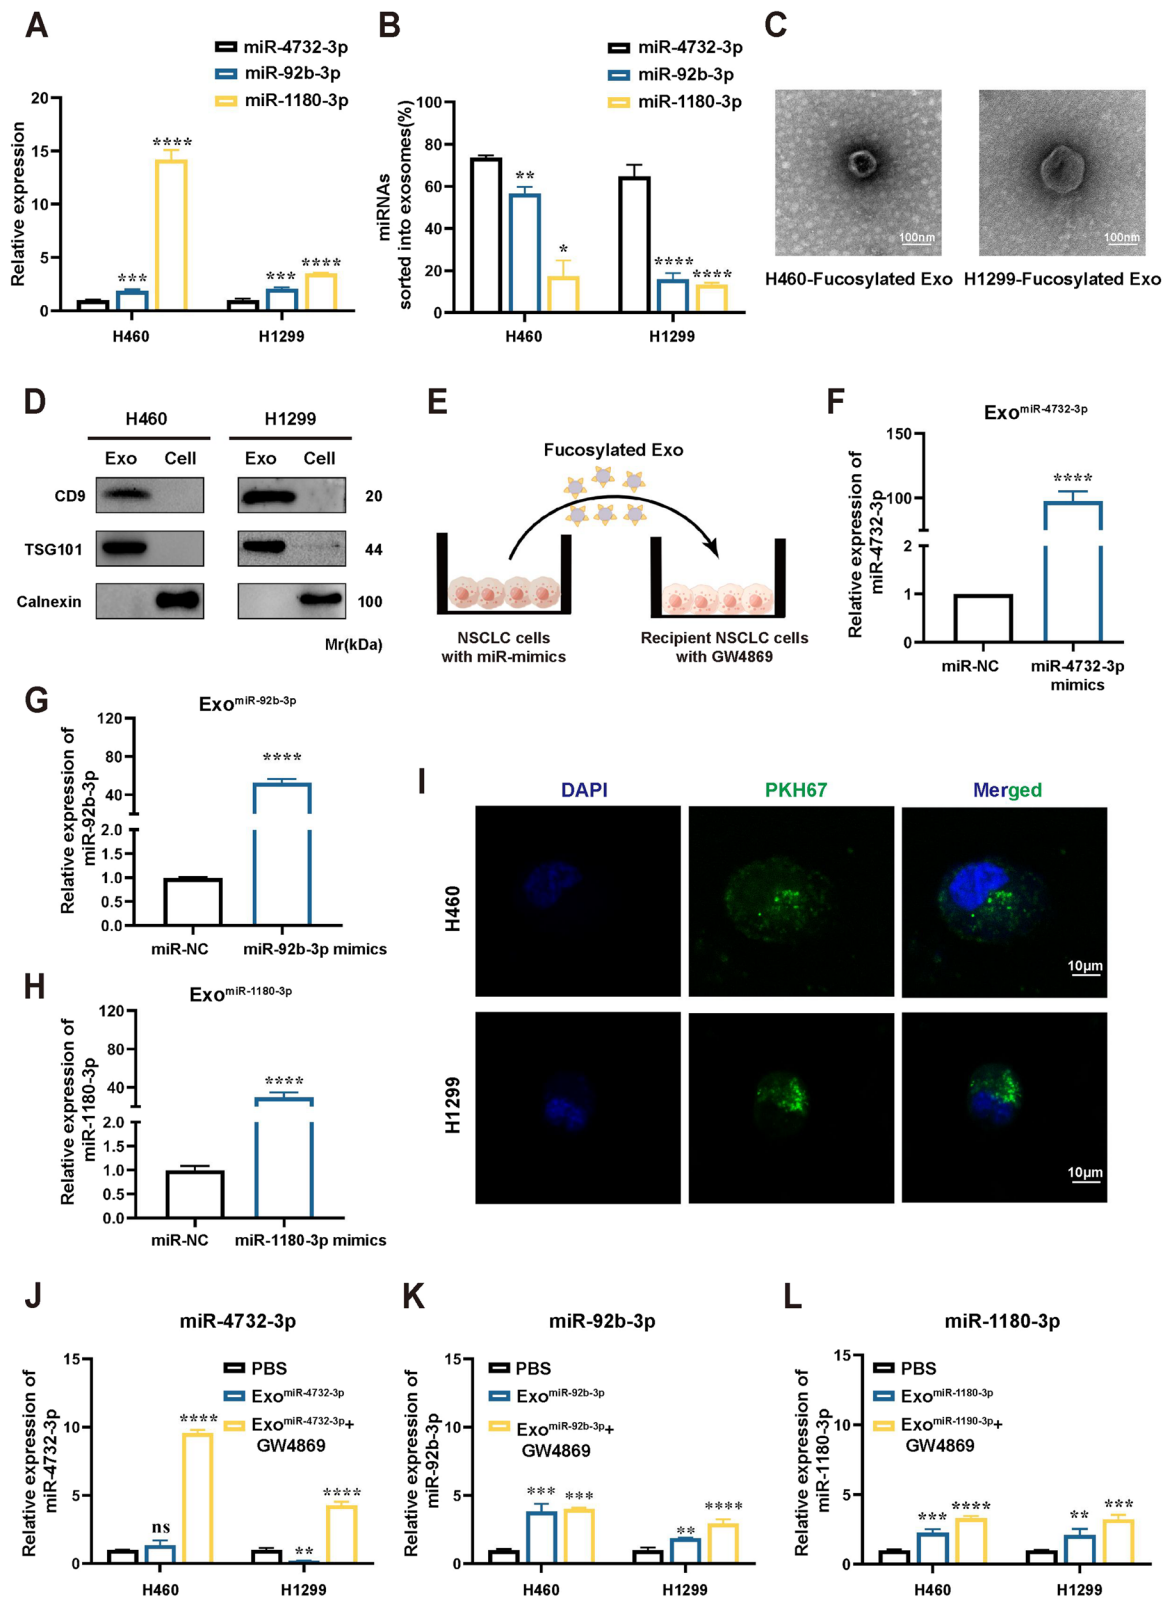 A
miR-4732-3p
miR-92b-3p
miR-1180-3p
Relative expression
20
15
10
5
0
****
***
***
****
H460
H1299
B
miR-4732-3p
miR-92b-3p
miR-1180-3p
miRNAs
sorted into exosomes(%)
100
80
60
40
20
0
**
*
****
****
H460
H1299
C
100nm
100nm
H460-Fucosylated Exo
H1299-Fucosylated Exo
D
H460
H1299
Exo
Cell
Exo
Cell
CD9
20
TSG101
44
Calnexin
100
Mr(kDa)
E
Fucosylated Exo
NSCLC cells
with miR-mimics
Recipient NSCLC cells
with GW4869
F
ExomiR-4732-3p
Relative expression of
miR-4732-3p
150
100
2
1
0
****
miR-NC
miR-4732-3p
mimics
G
ExomiR-92b-3p
Relative expression of
miR-92b-3p
120
80
40
2.0
1.5
1.0
0.5
0.0
****
miR-NC
miR-92b-3p mimics
H
ExomiR-1180-3p
Relative expression of
miR-1180-3p
120
80
40
2.0
1.5
1.0
0.5
0.0
****
miR-NC
miR-1180-3p mimics
I
DAPI
PKH67
Merged
H460
10μm
H1299
10μm
J
miR-4732-3p
Relative expression of
miR-4732-3p
15
10
5
0
PBS
ExomiR-4732-3p
ExomiR-4732-3p+
GW4869
ns
****
**
****
H460
H1299
K
miR-92b-3p
Relative expression of
miR-92b-3p
15
10
5
0
PBS
ExomiR-92b-3p
ExomiR-92b-3p+
GW4869
***
***
**
****
H460
H1299
L
miR-1180-3p
Relative expression of
miR-1180-3p
15
10
5
0
PBS
ExomiR-1180-3p
ExomiR-1190-3p+
GW4869
***
****
**
***
H460
H1299